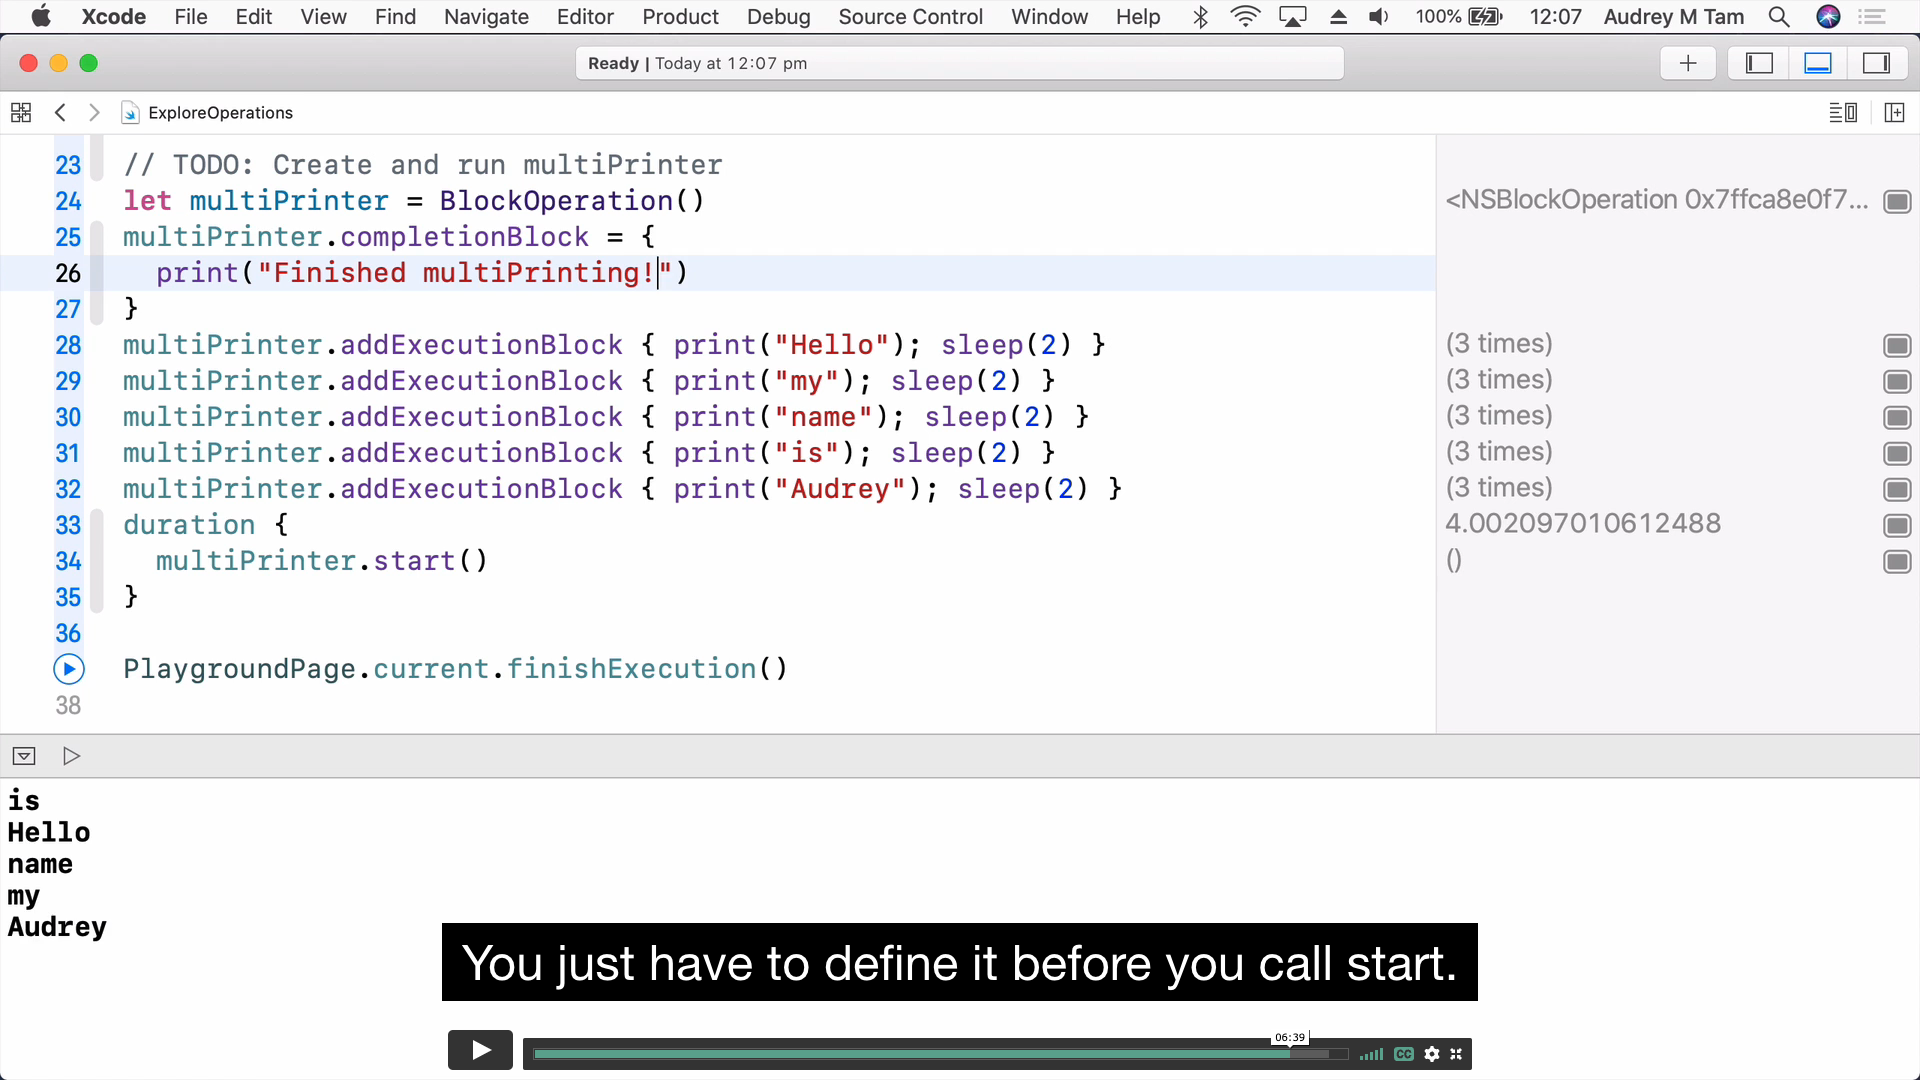 Xcode File Edit View Find Navigate Editor Product Debug Source Control Window Help 100% 12:07 Audrey M Tam
Ready | Today at 12:07 pm
ExploreOperations
23 // TODO: Create and run multiPrinter
24 let multiPrinter = BlockOperation() <NSBlockOperation 0x7ffca8e0f7...
25 multiPrinter.completionBlock = {
26 print("Finished multiPrinting!")
27 }
28 multiPrinter.addExecutionBlock { print("Hello"); sleep(2) } (3 times)
29 multiPrinter.addExecutionBlock { print("my"); sleep(2) } (3 times)
30 multiPrinter.addExecutionBlock { print("name"); sleep(2) } (3 times)
31 multiPrinter.addExecutionBlock { print("is"); sleep(2) } (3 times)
32 multiPrinter.addExecutionBlock { print("Audrey"); sleep(2) } (3 times)
33 duration { 4.002097010612488
34 multiPrinter.start() ()
35 }
36
PlaygroundPage.current.finishExecution()
38
is
Hello
name
my
Audrey
You just have to define it before you call start.
06:39
CC